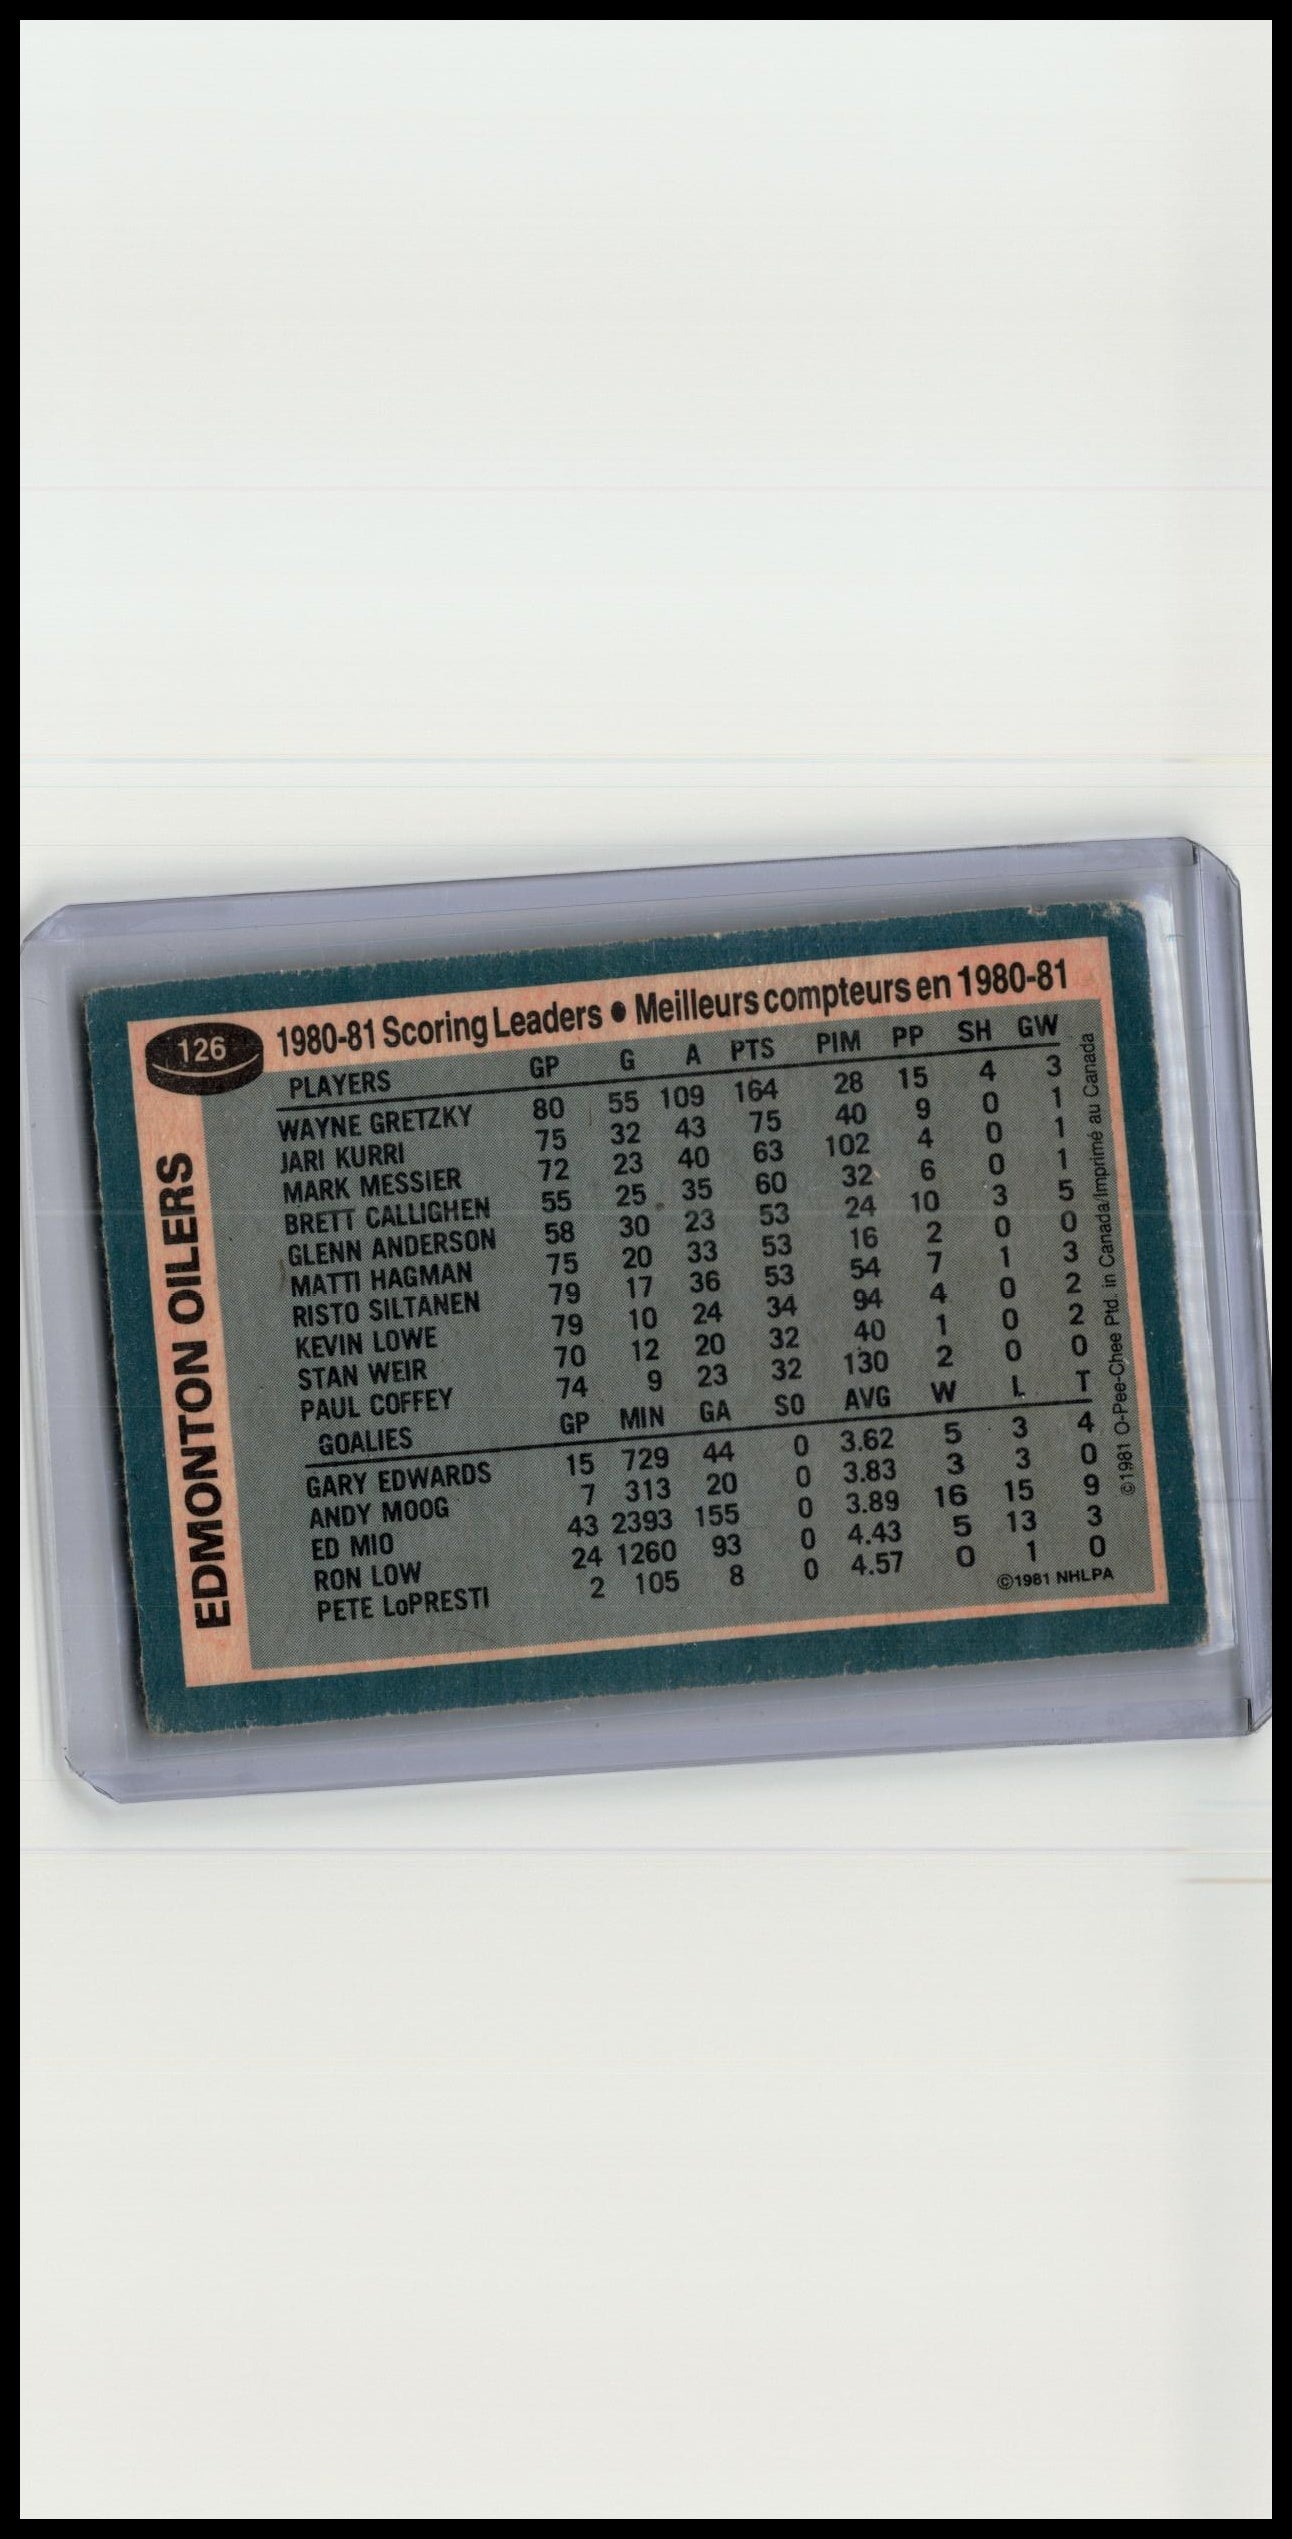 126
EDMONTON OILERS
1980-81 Scoring Leaders ● Meilleurs compteurs en 1980-81
PLAYERS GP G A PTS PIM PP SH GW
WAYNE GRETZKY 80 55 109 164 28 15 4 3
JARI KURRI 75 32 43 75 40 9 0 1
MARK MESSIER 72 23 40 63 102 4 0 1
BRETT CALLIGHEN 55 25 35 60 32 6 0 1
GLENN ANDERSON 58 30 23 53 24 10 3 5
MATTI HAGMAN 75 20 33 53 16 2 0 0
RISTO SILTANEN 79 17 36 53 54 7 1 3
KEVIN LOWE 79 10 24 34 94 4 0 2
STAN WEIR 70 12 20 32 40 1 0 2
PAUL COFFEY 74 9 23 32 130 2 0 0
GOALIES GP MIN GA SO AVG W L T
GARY EDWARDS 15 729 44 0 3.62 5 3 4
ANDY MOOG 7 313 20 0 3.83 3 3 0
ED MIO 43 2393 155 0 3.89 16 15 9
RON LOW 24 1260 93 0 4.43 5 13 3
PETE LoPRESTI 2 105 8 0 4.57 0 1 0
©1981 NHLPA
©1981 O-Pee-Chee Ptd. in Canada/Imprimé au Canada